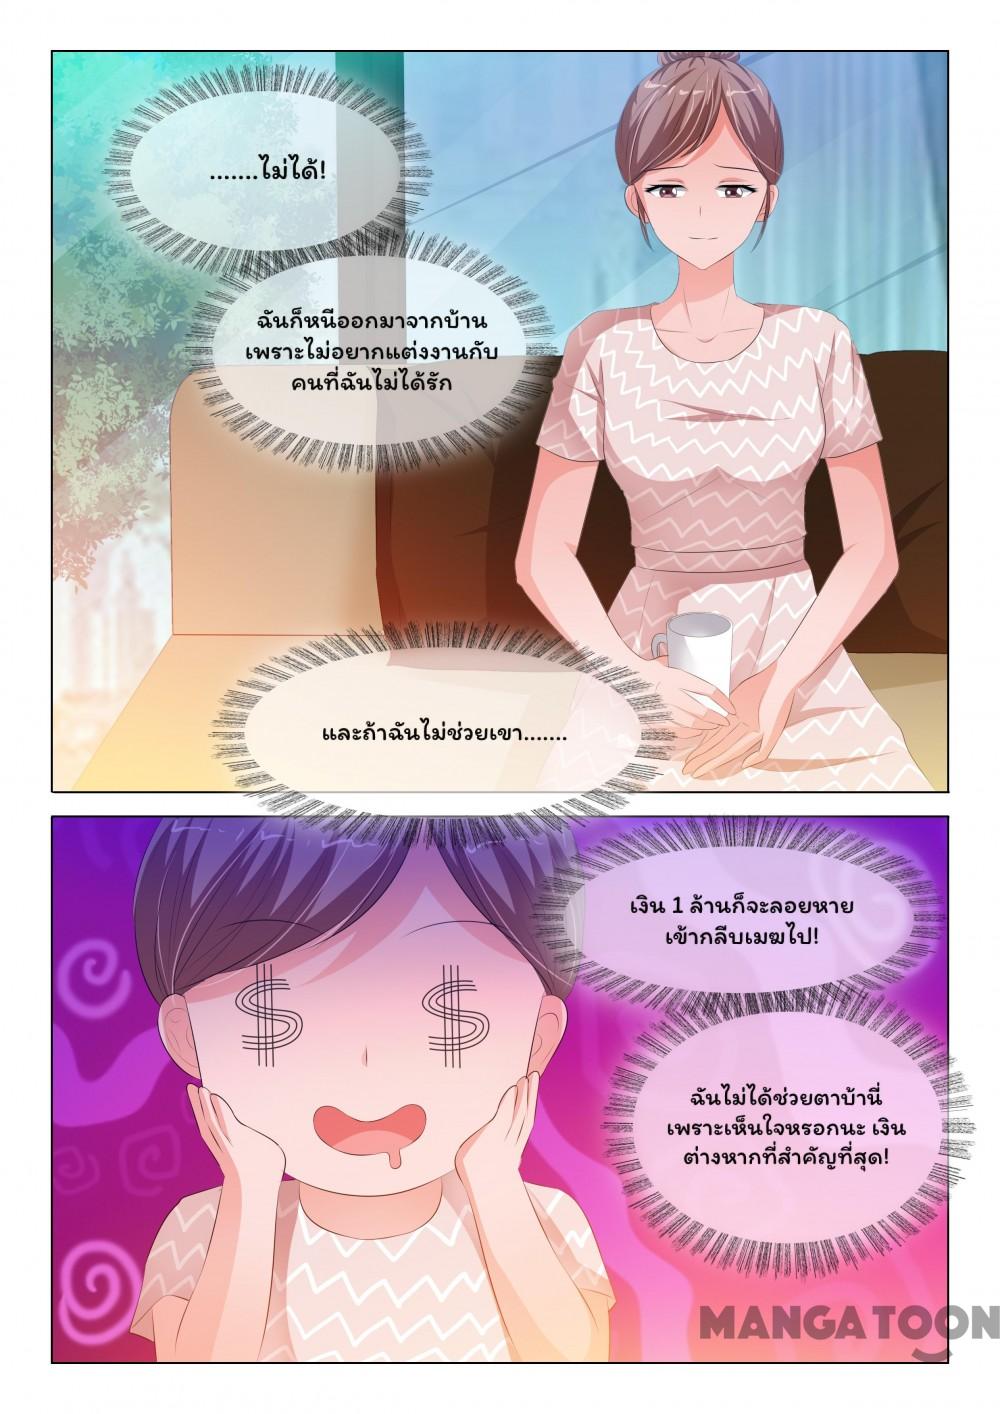 .......ไม่ได้!
ฉันก็หนีออกมาจากบ้าน
เพราะไม่อยากแต่งงานกับ
คนที่ฉันไม่ได้รัก
และถ้าฉันไม่ช่วยเขา.......
เงิน 1 ล้านก็จะลอยหาย
เข้ากลีบเมฆไป!
ฉันไม่ได้ช่วยตาบ้านี่
เพราะเห็นใจหรอกนะ เงิน
ต่างหากที่สำคัญที่สุด!
MANGATOON